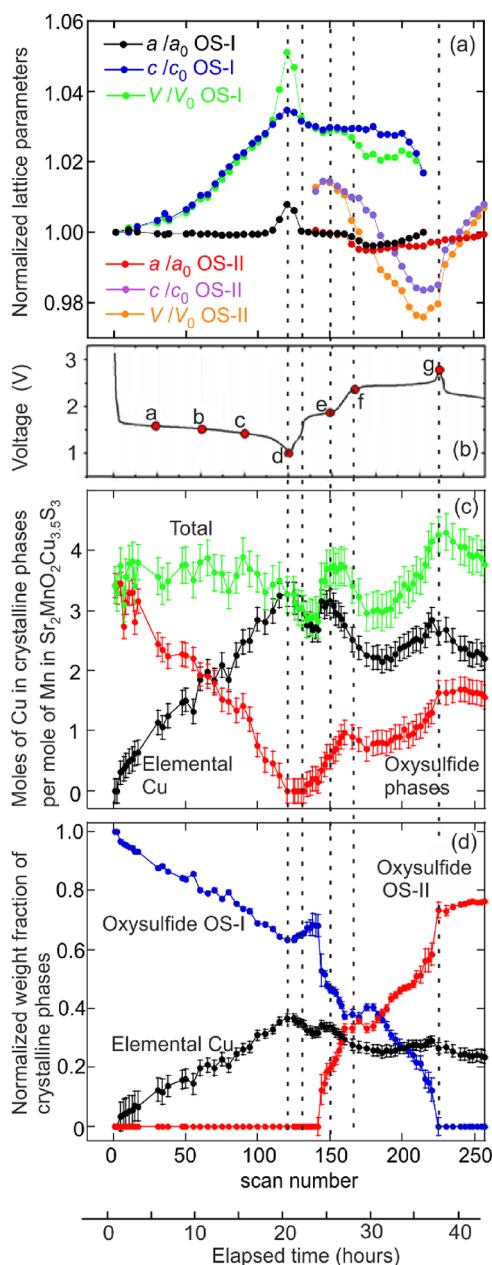 1.06
1.04
1.02
1.00
0.98
Normalized lattice parameters
(a)
a/a0 OS-I
c/c0 OS-I
V/V0 OS-I
a/a0 OS-II
c/c0 OS-II
V/V0 OS-II
3
2
1
Voltage (V)
a
b
c
d
e
f
g
(b)
4
3
2
1
0
Moles of Cu in crystalline phases
per mole of Mn in Sr2MnO2Cu3.5S3
(c)
Total
Elemental
Cu
Oxysulfide
phases
1.0
0.8
0.6
0.4
0.2
0
Normalized weight fraction of
crystalline phases
(d)
Oxysulfide
OS-II
Oxysulfide OS-I
Elemental Cu
0
50
100
150
200
250
scan number
0
10
20
30
40
Elapsed time (hours)